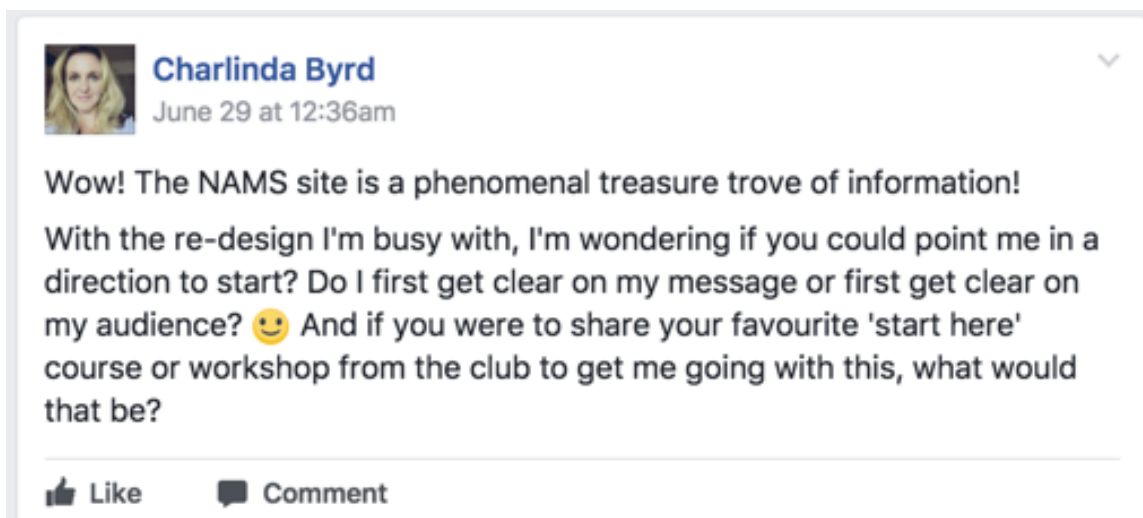 Charlinda Byrd
June 29 at 12:36am
Wow! The NAMS site is a phenomenal treasure trove of information!
With the re-design I'm busy with, I'm wondering if you could point me in a
direction to start? Do I first get clear on my message or first get clear on
my audience? 🙂 And if you were to share your favourite 'start here'
course or workshop from the club to get me going with this, what would
that be?
Like Comment